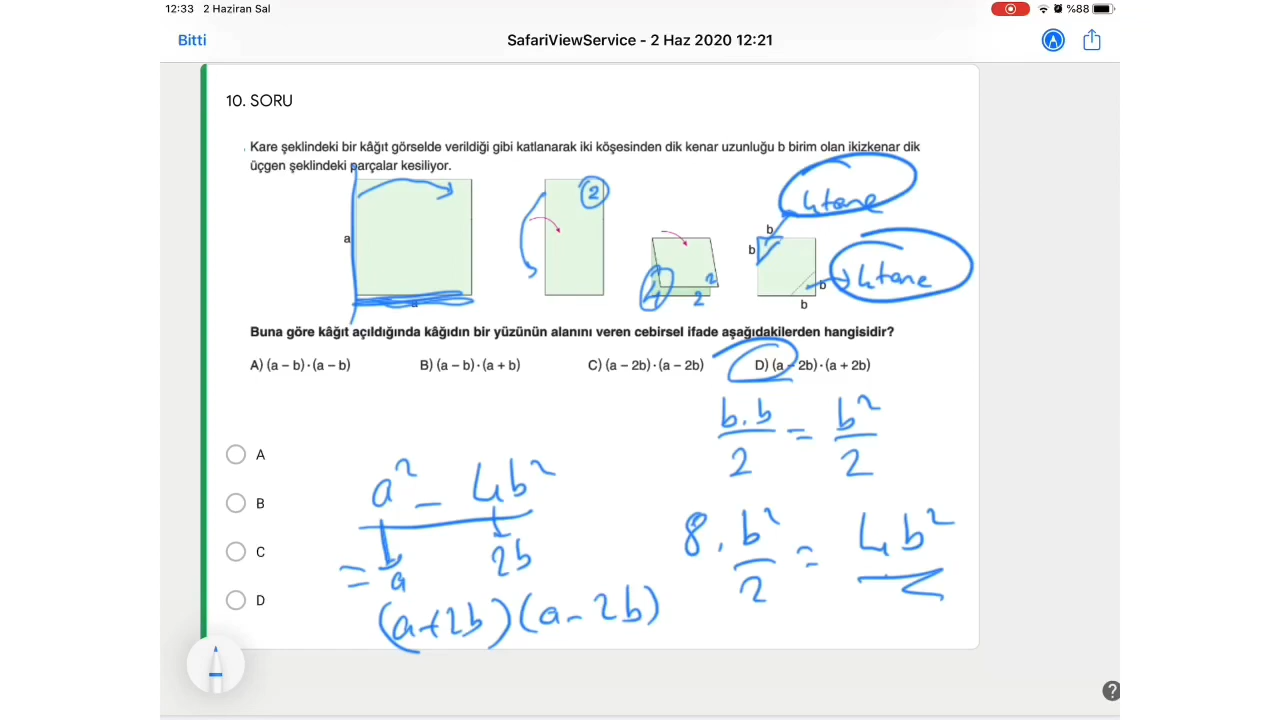 12:33 2 Haziran Sal
%88
Bitti
SafariViewService - 2 Haz 2020 12:21
10. SORU
Kare şeklindeki bir kâğıt görselde verildiği gibi katlanarak iki köşesinden dik kenar uzunluğu b birim olan ikizkenar dik
üçgen şeklindeki parçalar kesiliyor.
2
4 tane
b
a
b
4 tane
4
2
2
b
a
b
Buna göre kâğıt açıldığında kâğıdın bir yüzünün alanını veren cebirsel ifade aşağıdakilerden hangisidir?
A) (a – b)·(a – b)
B) (a – b)·(a + b)
C) (a – 2b)·(a – 2b)
D) (a – 2b)·(a + 2b)
b.b/2 = b²/2
A
a² - 4b²
B
8. b²/2 = 4b²
C
= a 2b
D
(a+2b)(a-2b)
?